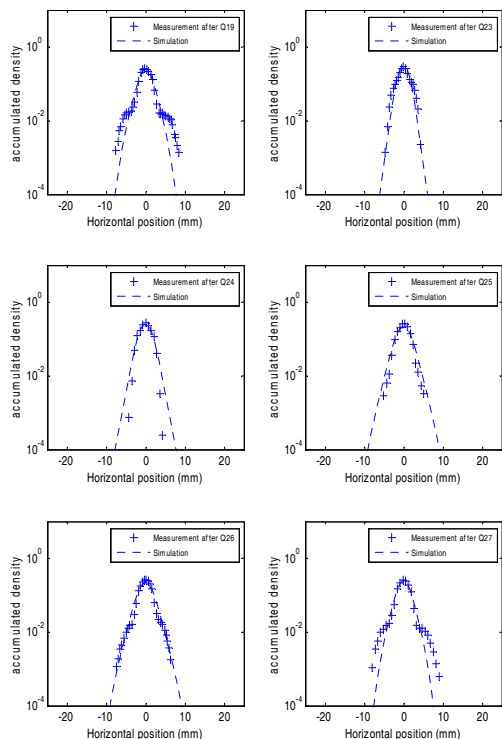 Measurement after Q19
Simulation
10^0
10^-2
10^-4
accumulated density
-20 -10 0 10 20
Horizontal position (mm)
Measurement after Q23
Simulation
10^0
10^-2
10^-4
accumulated density
-20 -10 0 10 20
Horizontal position (mm)
Measurement after Q24
Simulation
10^0
10^-2
10^-4
accumulated density
-20 -10 0 10 20
Horizontal position (mm)
Measurement after Q25
Simulation
10^0
10^-2
10^-4
accumulated density
-20 -10 0 10 20
Horizontal position (mm)
Measurement after Q26
Simulation
10^0
10^-2
10^-4
accumulated density
-20 -10 0 10 20
Horizontal position (mm)
Measurement after Q27
Simulation
10^0
10^-2
10^-4
accumulated density
-20 -10 0 10 20
Horizontal position (mm)